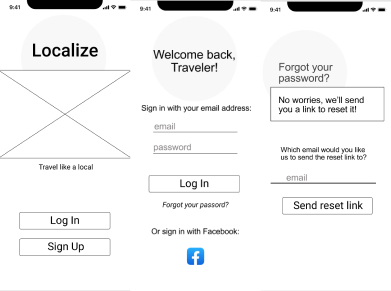 9:41
Localize
Travel like a local
Log In
Sign Up
9:41
Welcome back,
Traveler!
Sign in with your email address:
email
password
Log In
Forgot your passord?
Or sign in with Facebook:
9:41
Forgot your
password?
No worries, we'll send
you a link to reset it!
Which email would you like
us to send the reset link to?
email
Send reset link